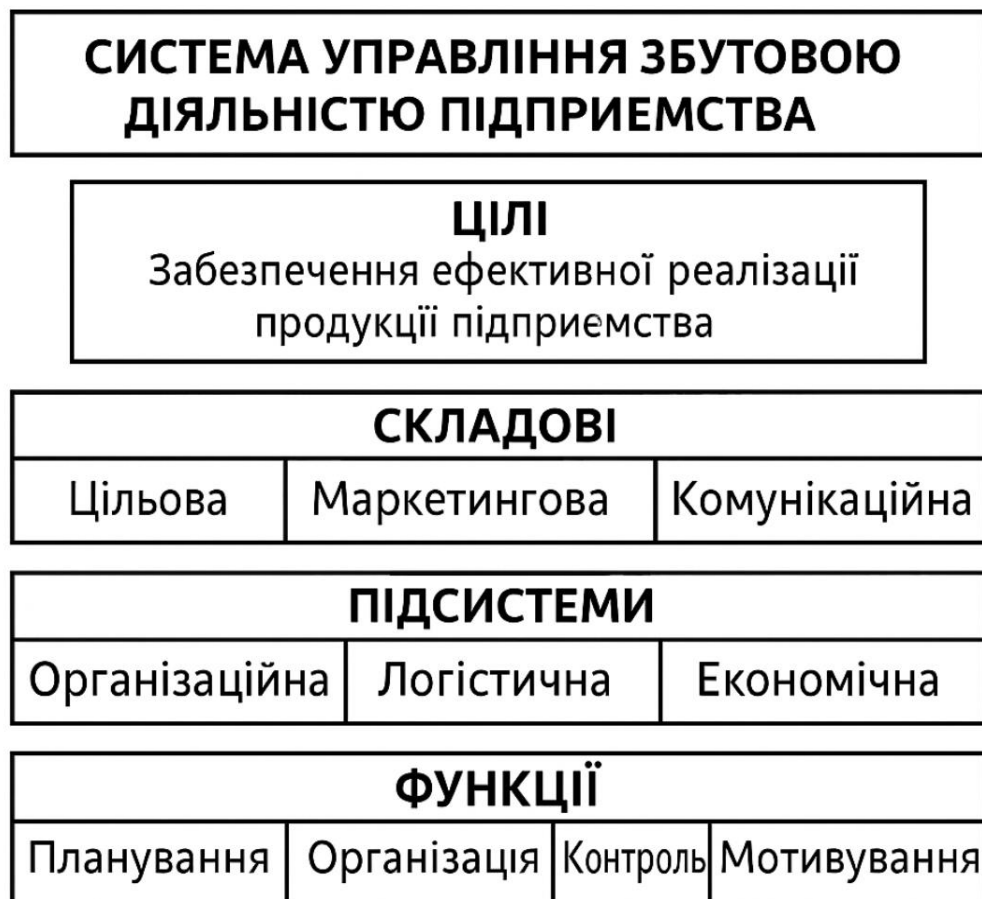 СИСТЕМА УПРАВЛІННЯ ЗБУТОВОЮ
ДІЯЛЬНІСТЮ ПІДПРИЕМСТВА
ЦІЛІ
Забезпечення ефективної реалізації
продукції підприємства
СКЛАДОВІ
Цільова Маркетингова Комунікаційна
ПІДСИСТЕМИ
Організаційна Логістична Економічна
ФУНКЦІЇ
Планування Організація Контроль Мотивування